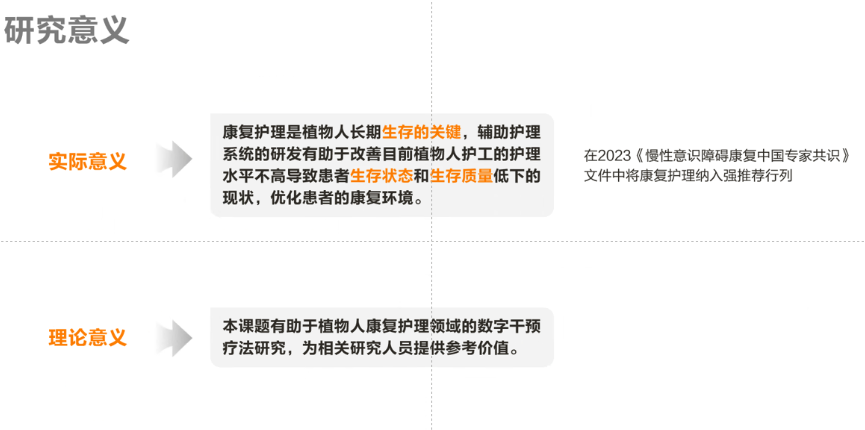 研究意义
实际意义
康复护理是植物人长期生存的关键，辅助护理
系统的研发有助于改善目前植物人护工的护理
水平不高导致患者生存状态和生存质量低下的
现状，优化患者的康复环境。
在2023《慢性意识障碍康复中国专家共识》
文件中将康复护理纳入强推荐行列
理论意义
本课题有助于植物人康复护理领域的数字干预
疗法研究，为相关研究人员提供参考价值。